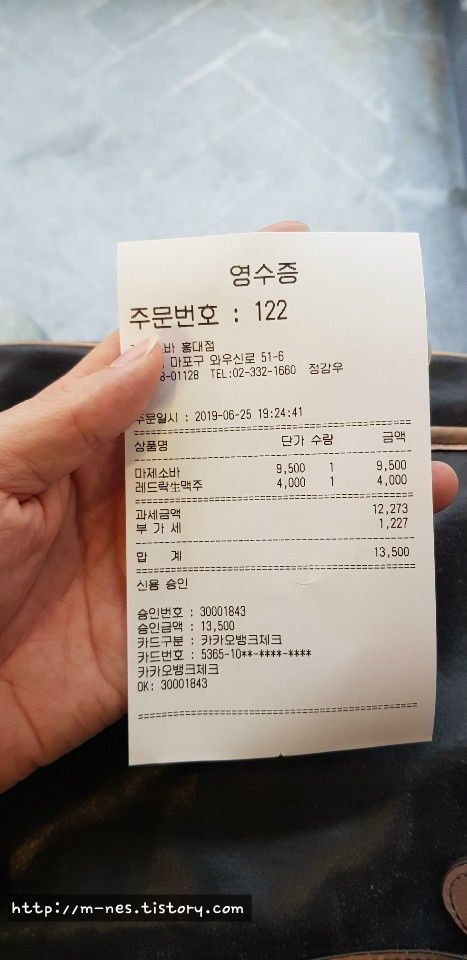 영수증
주문번호 : 122
바 홍대점
마포구 와우신로 51-6
-01128 TEL:02-332-1660 정강우
주문일시 : 2019-06-25 19:24:41
상품명 단가 수량 금액
마제소바 9,500 1 9,500
레드락生맥주 4,000 1 4,000
과세금액 12,273
부 가 세 1,227
합 계 13,500
신용 승인
승인번호 : 30001843
승인금액 : 13,500
카드구분 : 카카오뱅크체크
카드번호 : 5365-10**-****-****
카카오뱅크체크
OK: 30001843
http://m-nes.tistory.com